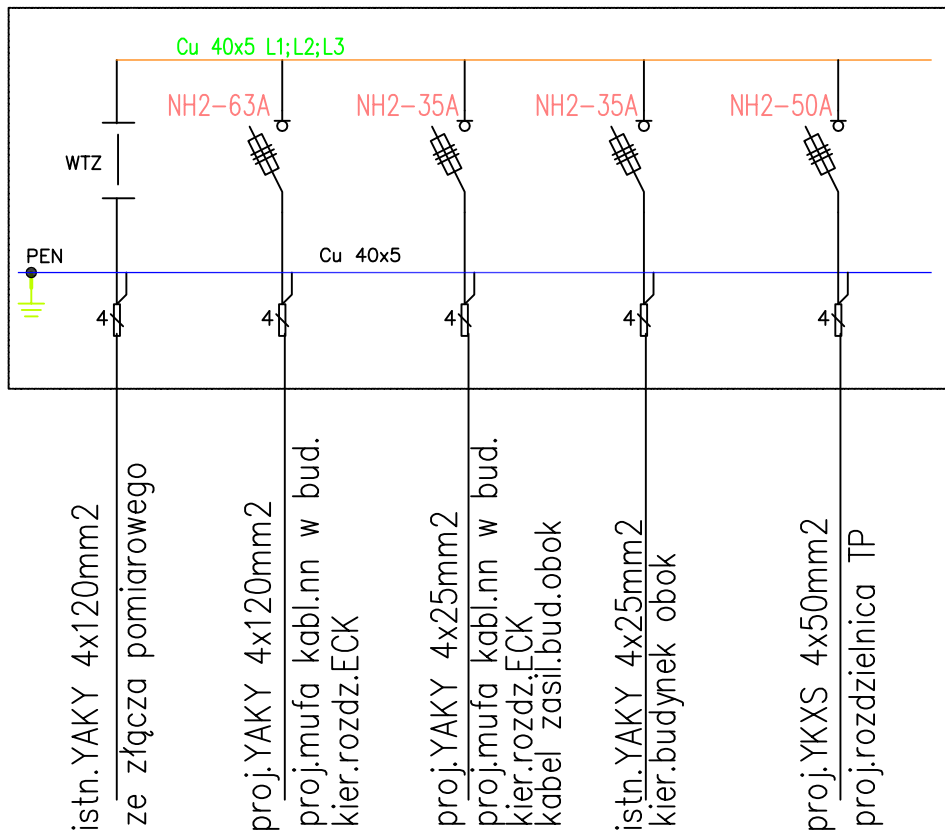 Cu 40x5 L1;L2;L3
NH2-63A
NH2-35A
NH2-35A
NH2-50A
WTZ
PEN
Cu 40x5
4
4
4
4
4
istn.YAKY 4x120mm2
ze złącza pomiarowego
proj.YAKY 4x120mm2
proj.mufa kabl.nn w bud.
kier.rozdz.ECK
proj.YAKY 4x25mm2
proj.mufa kabl.nn w bud.
kier.rozdz.ECK
kabel zasil.bud.obok
istn.YAKY 4x25mm2
kier.budynek obok
proj.YKXS 4x50mm2
proj.rozdzielnica TP